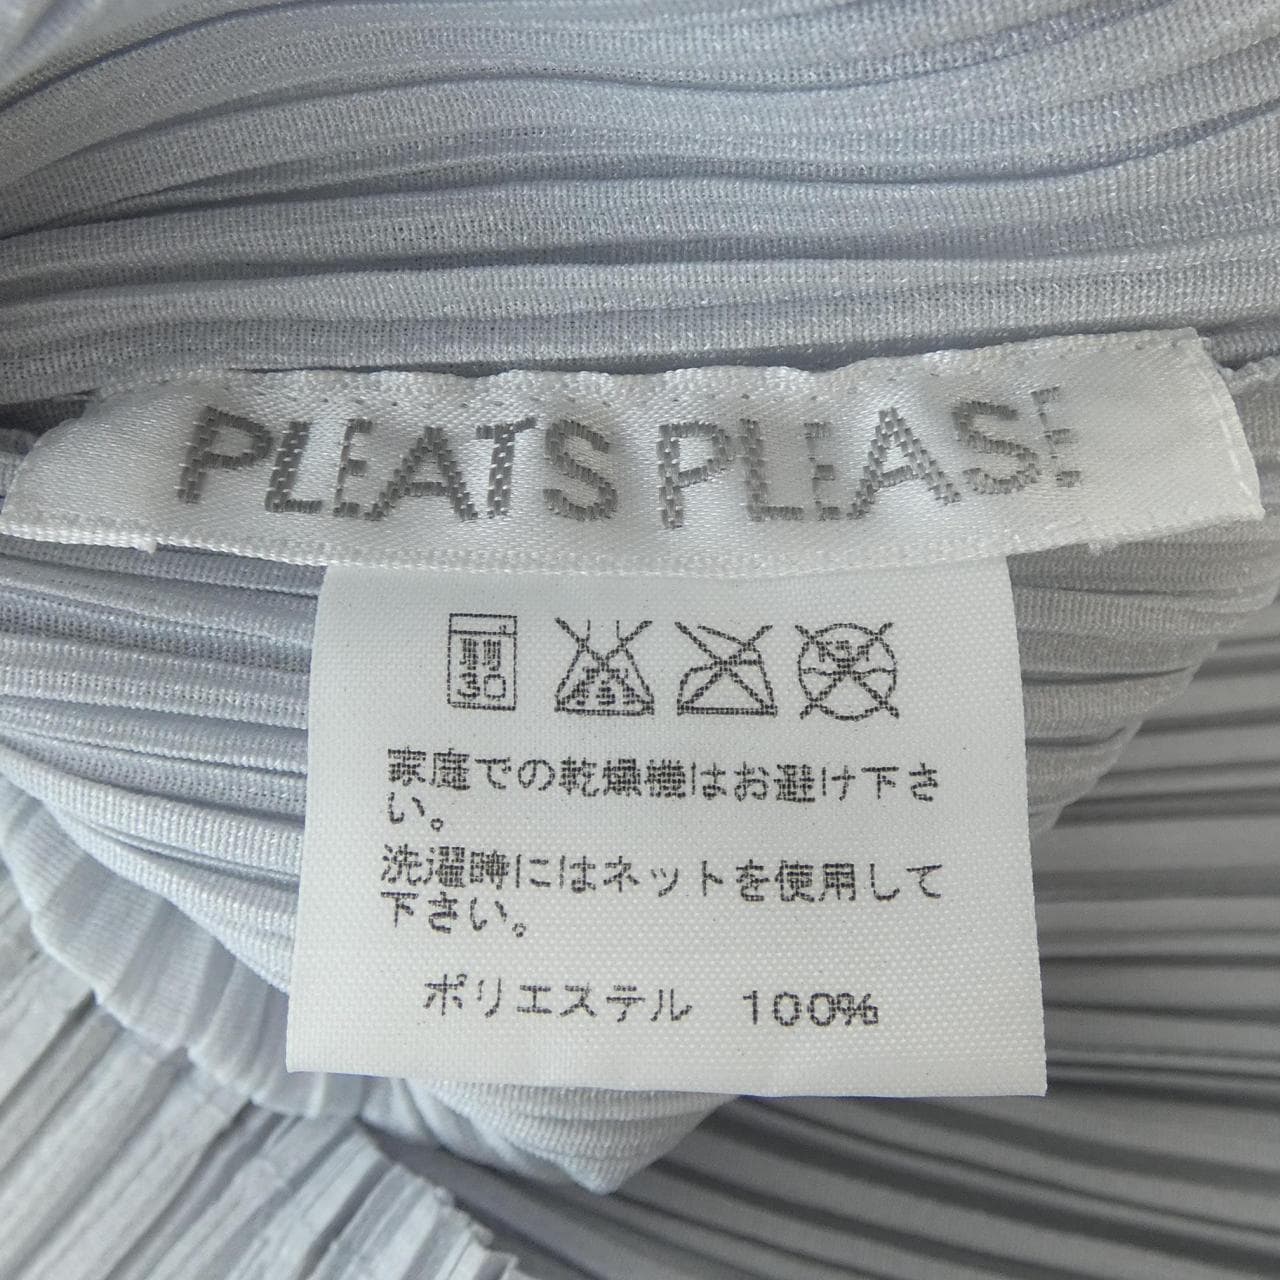 PLEATS PLEASE
30
家庭での乾燥機はお避け下さ
い。
洗濯時にはネットを使用して
下さい。
ポリエステル 100%